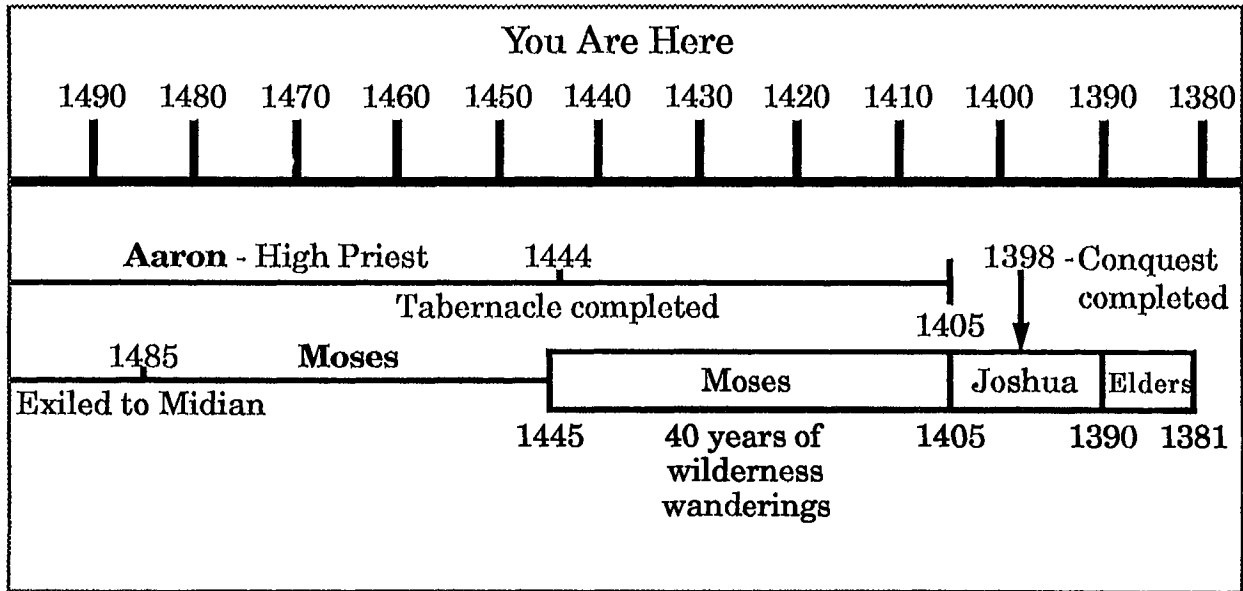 You Are Here
1490 1480 1470 1460 1450 1440 1430 1420 1410 1400 1390 1380
Aaron - High Priest 1444 1398 - Conquest
completed
Tabernacle completed
1405
1485 Moses
Exiled to Midian
Moses Joshua Elders
1445 40 years of 1405 1390 1381
wilderness
wanderings